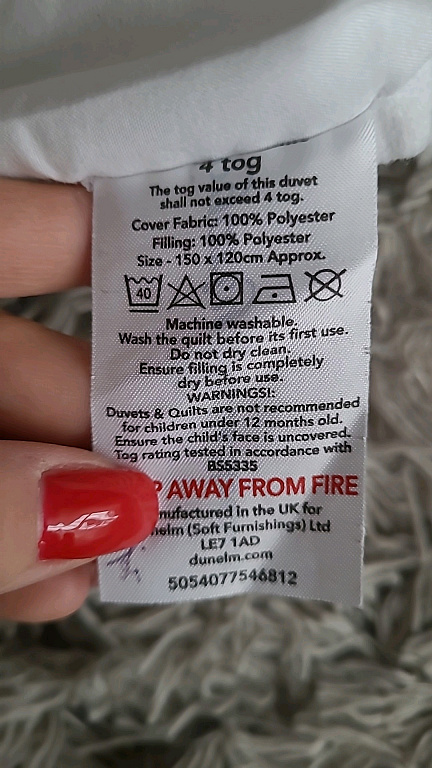 4 tog
The tog value of this duvet
shall not exceed 4 tog.
Cover Fabric: 100% Polyester
Filling: 100% Polyester
Size - 150 x 120cm Approx.
40
Machine washable.
Wash the quilt before its first use.
Do not dry clean.
Ensure filling is completely
dry before use.
WARNINGS!:
Duvets & Quilts are not recommended
for children under 12 months old.
Ensure the child's face is uncovered.
Tog rating tested in accordance with
BS5335
P AWAY FROM FIRE
nufactured in the UK for
elm (Soft Furnishings) Ltd
LE7 1AD
dunelm.com
5054077546812